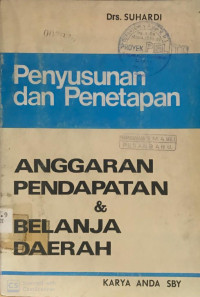 Drs. SUHARDI
Penyusunan
dan Penetapan
ANGGARAN
PENDAPATAN
&
BELANJA
DAERAH
KARYA ANDA SBY